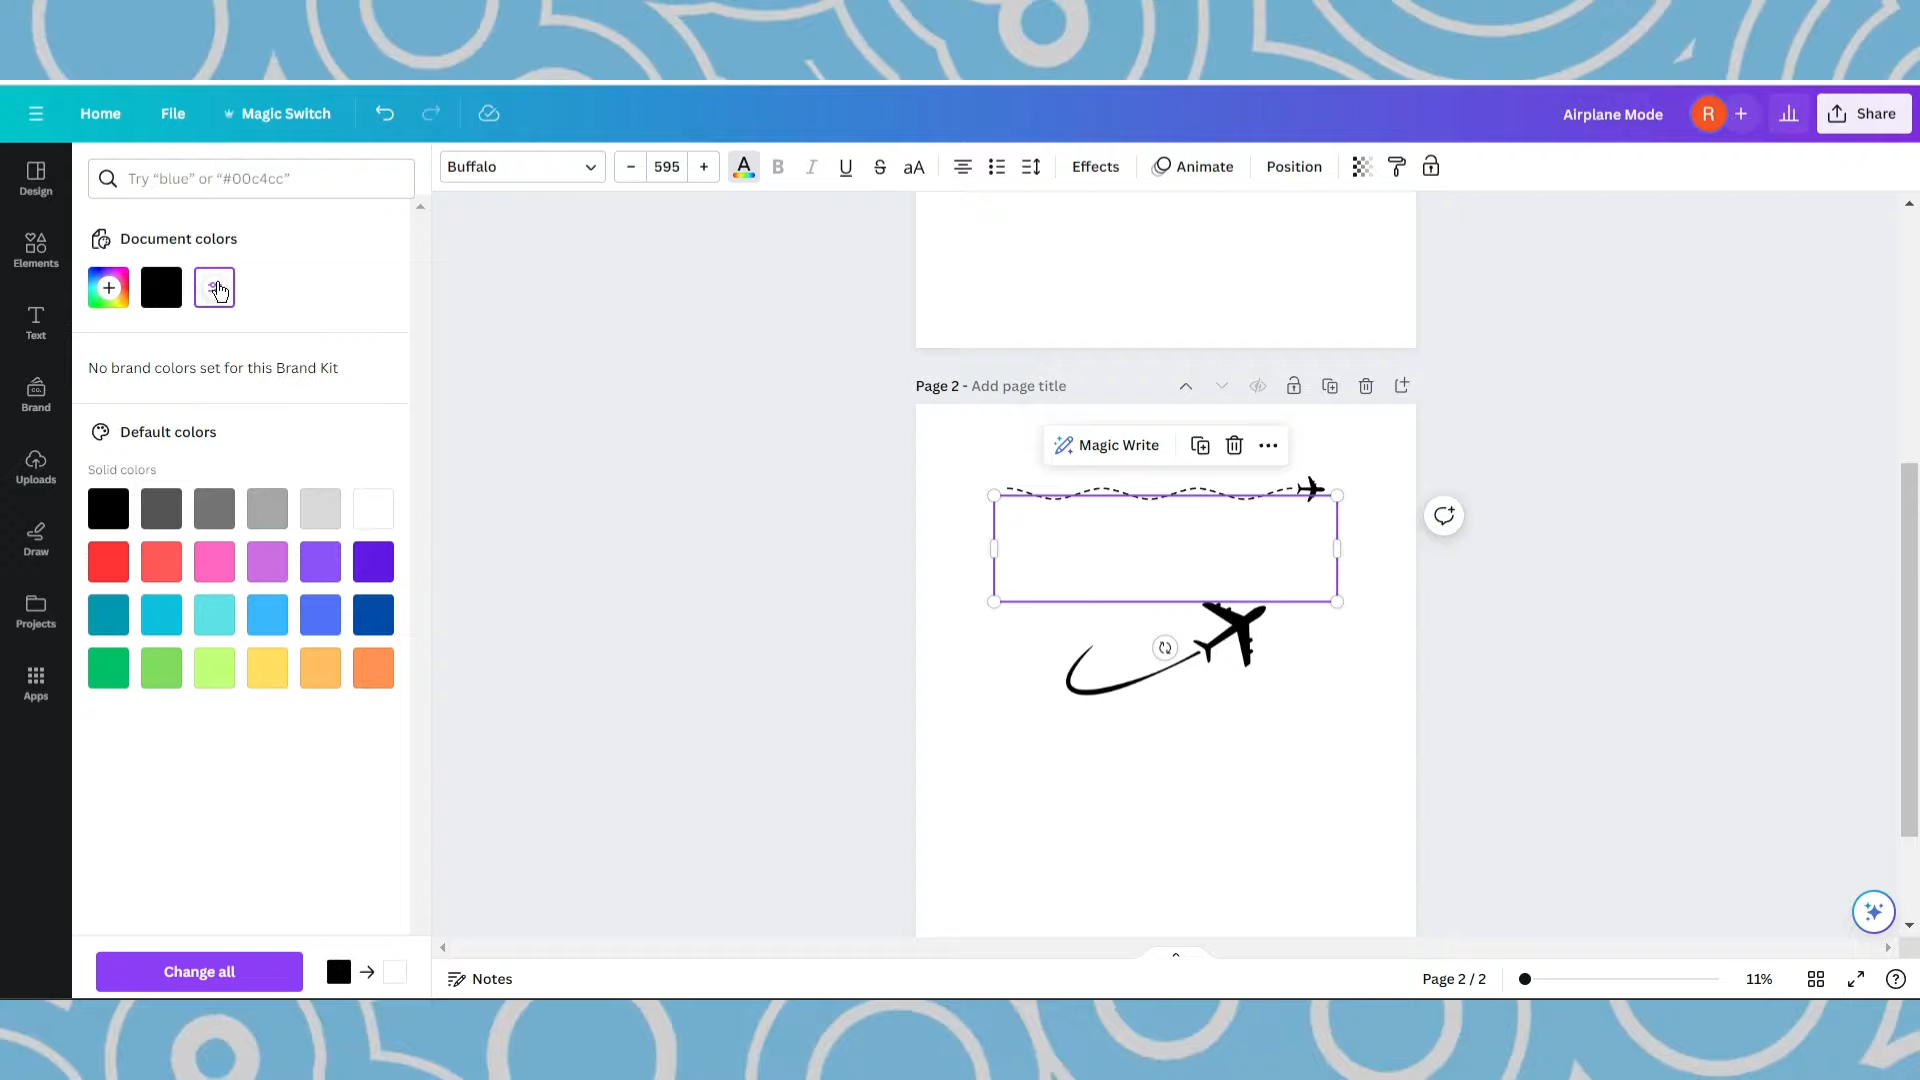 Home File Magic Switch Airplane Mode R Share
Try “blue” or “#00c4cc”
Buffalo 595 A B I U S aA Effects Animate Position
Design
Elements
Text
Brand
Uploads
Draw
Projects
Apps
Document colors
No brand colors set for this Brand Kit
Default colors
Solid colors
Change all
Page 2 - Add page title
Magic Write
Notes
Page 2 / 2 11%